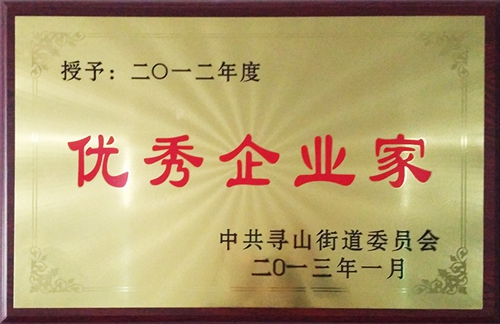 授予：二〇一二年度
优秀企业家
中共寻山街道委员会
二〇一三年一月